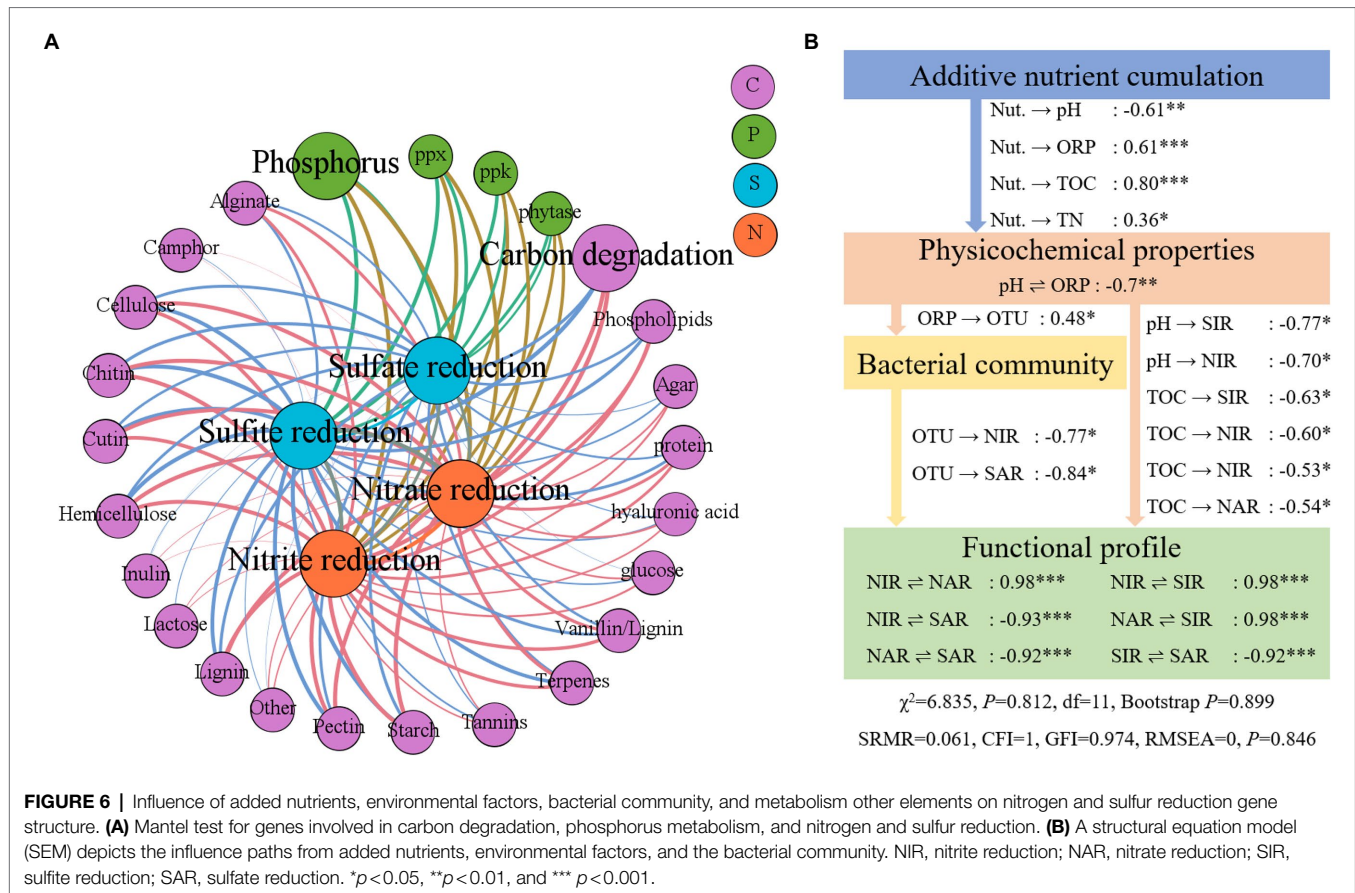 A
C
P
S
N
Phosphorus
ppx
ppk
phytase
Carbon degradation
Phospholipids
Agar
protein
hyaluronic acid
glucose
Vanillin/Lignin
Terpenes
Tannins
Starch
Pectin
Other
Lignin
Lactose
Inulin
Hemicellulose
Cutin
Chitin
Cellulose
Camphor
Alginate
Sulfate reduction
Sulfite reduction
Nitrate reduction
Nitrite reduction
B
Additive nutrient cumulation
Nut. → pH : -0.61**
Nut. → ORP : 0.61***
Nut. → TOC : 0.80***
Nut. → TN : 0.36*
Physicochemical properties
pH ⇌ ORP : -0.7**
ORP → OTU : 0.48*
Bacterial community
OTU → NIR : -0.77*
OTU → SAR : -0.84*
pH → SIR : -0.77*
pH → NIR : -0.70*
TOC → SIR : -0.63*
TOC → NIR : -0.60*
TOC → NIR : -0.53*
TOC → NAR : -0.54*
Functional profile
NIR ⇌ NAR : 0.98*** NIR ⇌ SIR : 0.98***
NIR ⇌ SAR : -0.93*** NAR ⇌ SIR : 0.98***
NAR ⇌ SAR : -0.92*** SIR ⇌ SAR : -0.92***
χ²=6.835, P=0.812, df=11, Bootstrap P=0.899
SRMR=0.061, CFI=1, GFI=0.974, RMSEA=0, P=0.846
FIGURE 6 | Influence of added nutrients, environmental factors, bacterial community, and metabolism other elements on nitrogen and sulfur reduction gene
structure. (A) Mantel test for genes involved in carbon degradation, phosphorus metabolism, and nitrogen and sulfur reduction. (B) A structural equation model
(SEM) depicts the influence paths from added nutrients, environmental factors, and the bacterial community. NIR, nitrite reduction; NAR, nitrate reduction; SIR,
sulfite reduction; SAR, sulfate reduction. *p<0.05, **p<0.01, and *** p<0.001.